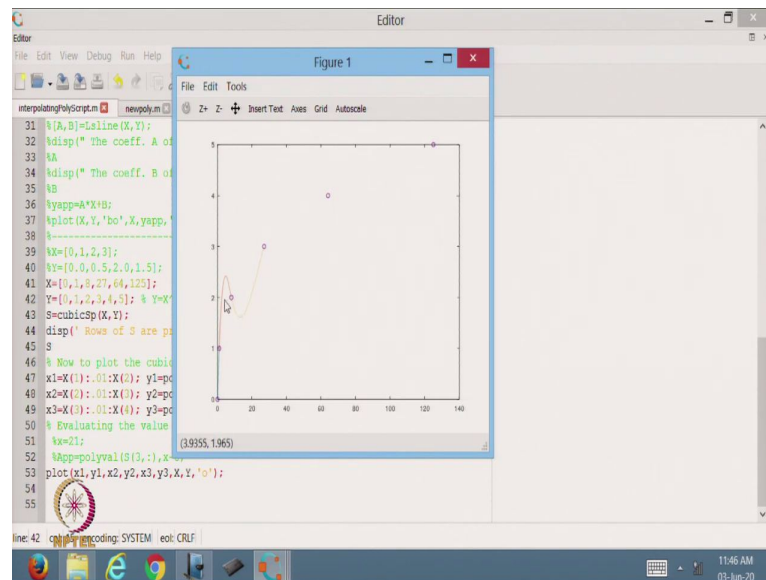 Editor
Editor
File Edit View Debug Run Help
Figure 1
File Edit Tools
Z+ Z- Insert Text Axes Grid Autoscale
interpolatingPolyScript.m newpoly.m
31 %[A,B]=Lsline(X,Y);
32 %disp(" The coeff. A of
33 %A
34 %disp(" The coeff. B of
35 %B
36 %yapp=A*X+B;
37 %plot(X,Y,'bo',X,yapp,'
38 %----------------------
39 %X=[0,1,2,3];
40 %Y=[0.0,0.5,2.0,1.5];
41 X=[0,1,8,27,64,125];
42 Y=[0,1,2,3,4,5]; % Y=X^
43 S=cubicSp(X,Y);
44 disp(' Rows of S are p
45 S
46 % Now to plot the cubic
47 x1=X(1):.01:X(2); y1=po
48 x2=X(2):.01:X(3); y2=po
49 x3=X(3):.01:X(4); y3=po
50 % Evaluating the value
51 %x=21;
52 %App=polyval(S(3,:),x-
53 plot(x1,y1,x2,y2,x3,y3,X,Y,'o');
54
55
5
4
3
2
1
0
0 20 40 60 80 100 120 140
(3.9355, 1.965)
NPTEL
line: 42 encoding: SYSTEM eol: CRLF
11:46 AM
03-Jun-20